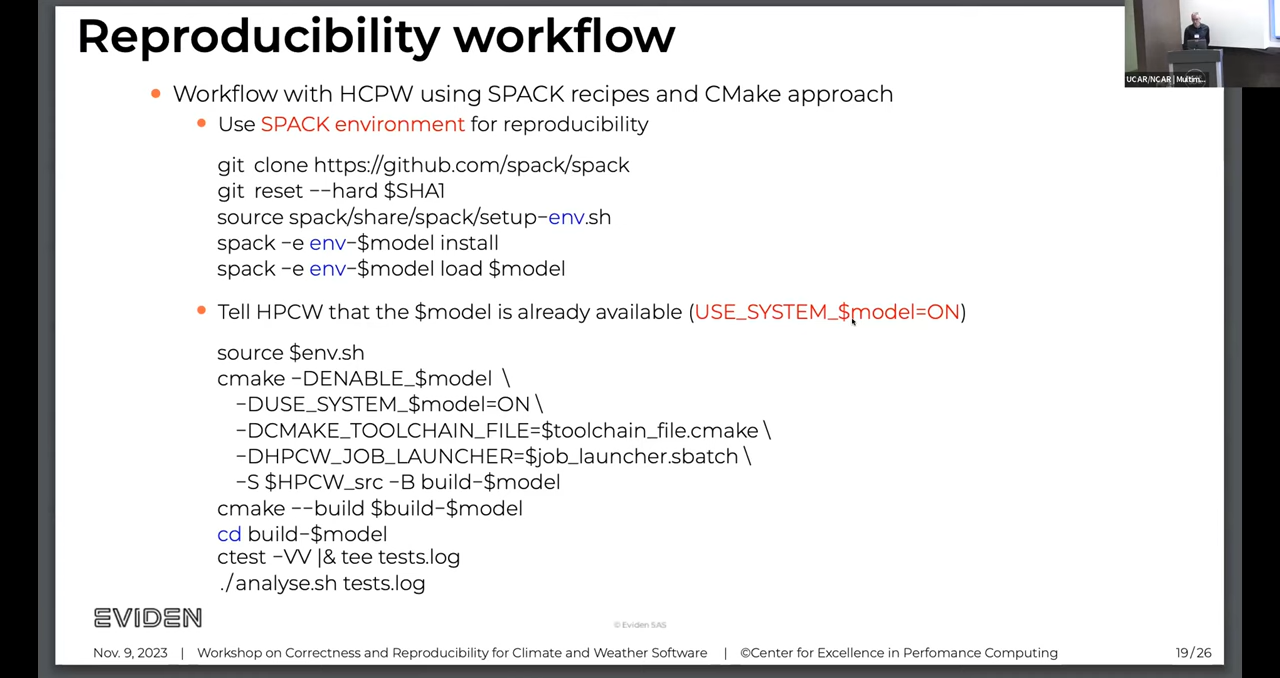 Reproducibility workflow
UCAR/NCAR | Multim...
• Workflow with HCPW using SPACK recipes and CMake approach
• Use SPACK environment for reproducibility
git clone https://github.com/spack/spack
git reset --hard $SHA1
source spack/share/spack/setup-env.sh
spack -e env-$model install
spack -e env-$model load $model
• Tell HPCW that the $model is already available (USE_SYSTEM_$model=ON)
source $env.sh
cmake -DENABLE_$model \
-DUSE_SYSTEM_$model=ON \
-DCMAKE_TOOLCHAIN_FILE=$toolchain_file.cmake \
-DHPCW_JOB_LAUNCHER=$job_launcher.sbatch \
-S $HPCW_src -B build-$model
cmake --build $build-$model
cd build-$model
ctest -VV |& tee tests.log
./analyse.sh tests.log
EVIDEN
© Eviden SAS
Nov. 9, 2023 | Workshop on Correctness and Reproducibility for Climate and Weather Software | ©Center for Excellence in Perfomance Computing 19/26